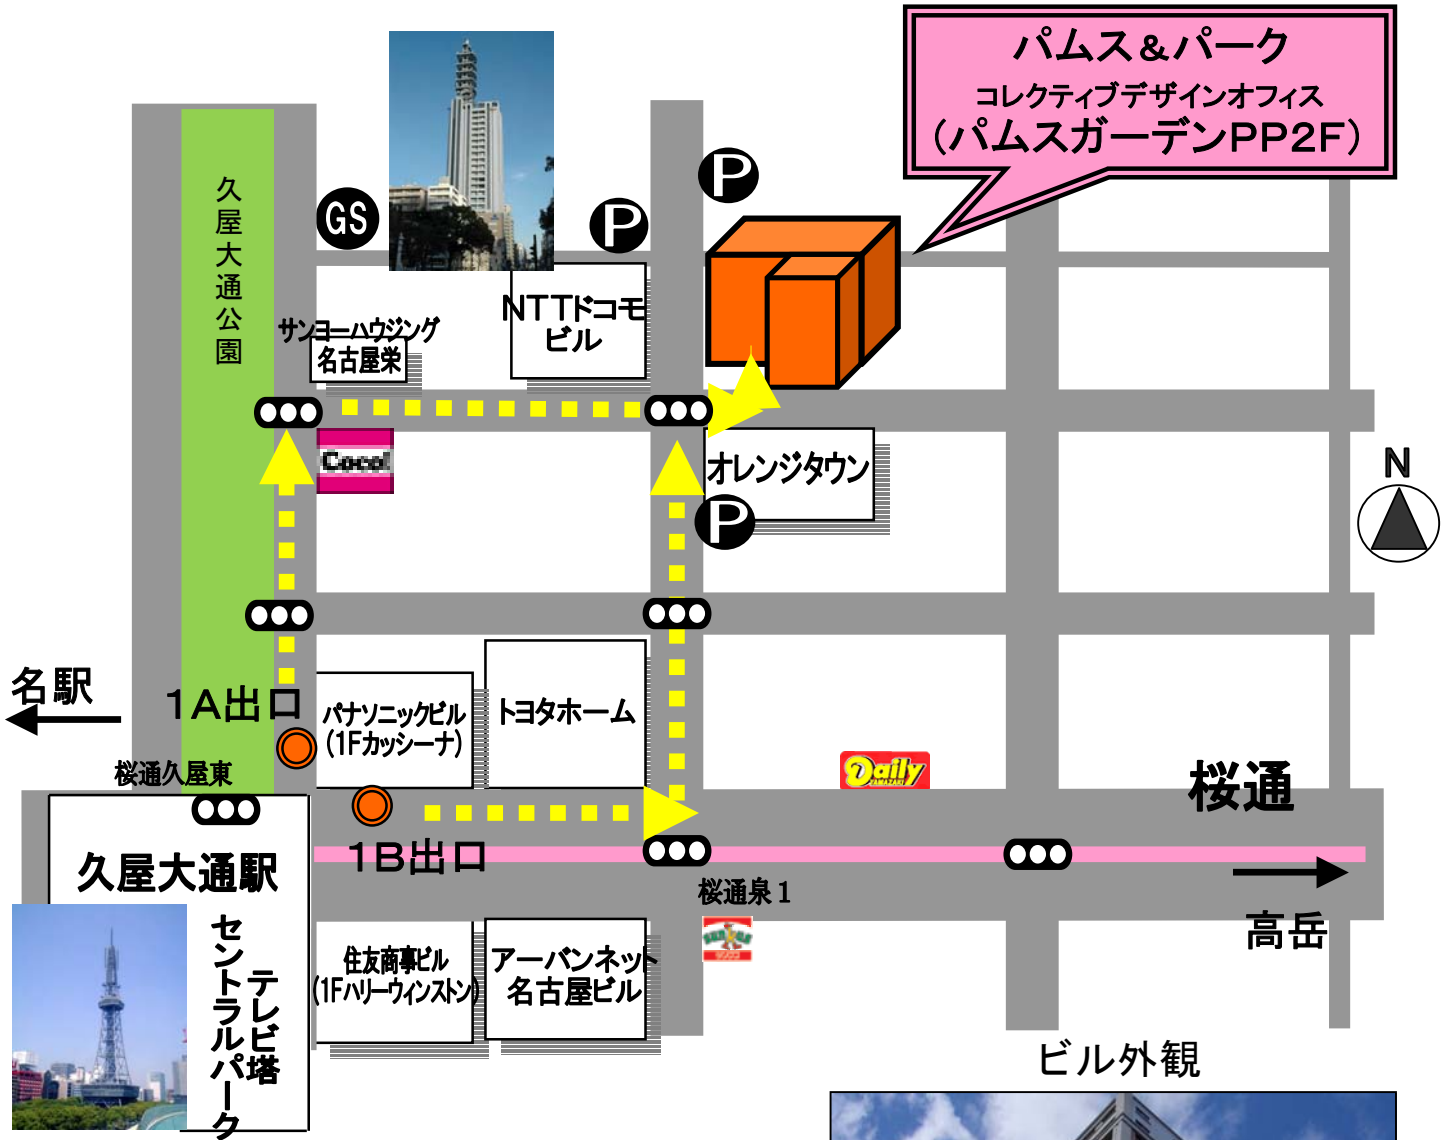 パムス&パーク
コレクティブデザインオフィス
(パムスガーデンPP2F)
久屋大通公園
GS
P
P
NTTドコモ
ビル
サンヨーハウジング
名古屋栄
Coco!
オレンジタウン
P
N
名駅
1A出口
パナソニックビル
(1Fカッシーナ)
トヨタホーム
桜通久屋東
Daily
YAMAZAKI
桜通
1B出口
久屋大通駅
桜通泉1
高岳
テレビ塔
セントラルパーク
住友商事ビル
(1Fハリーウィンストン)
アーバンネット
名古屋ビル
ビル外観